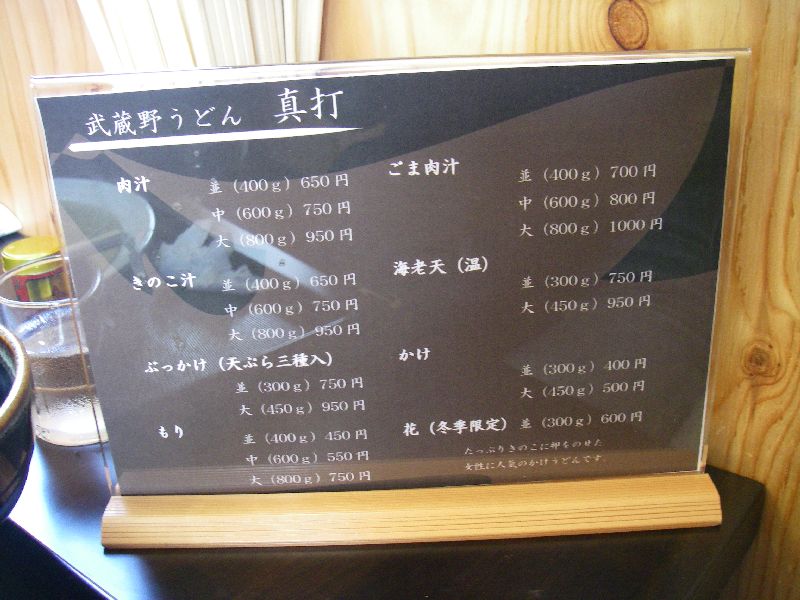 武蔵野うどん 真打
肉汁 並（400ｇ）650円
中（600ｇ）750円
大（800ｇ）950円
きのこ汁 並（400ｇ）650円
中（600ｇ）750円
大（800ｇ）950円
ぶっかけ（天ぷら三種入）
並（300ｇ）750円
大（450ｇ）950円
もり 並（400ｇ）450円
中（600ｇ）550円
大（800ｇ）750円
ごま肉汁 並（400ｇ）700円
中（600ｇ）800円
大（800ｇ）1000円
海老天（温） 並（300ｇ）750円
大（450ｇ）950円
かけ 並（300ｇ）400円
大（450ｇ）500円
花（冬季限定） 並（300ｇ）600円
たっぷりきのこに卵をのせた
女性に人気のかけうどんです。